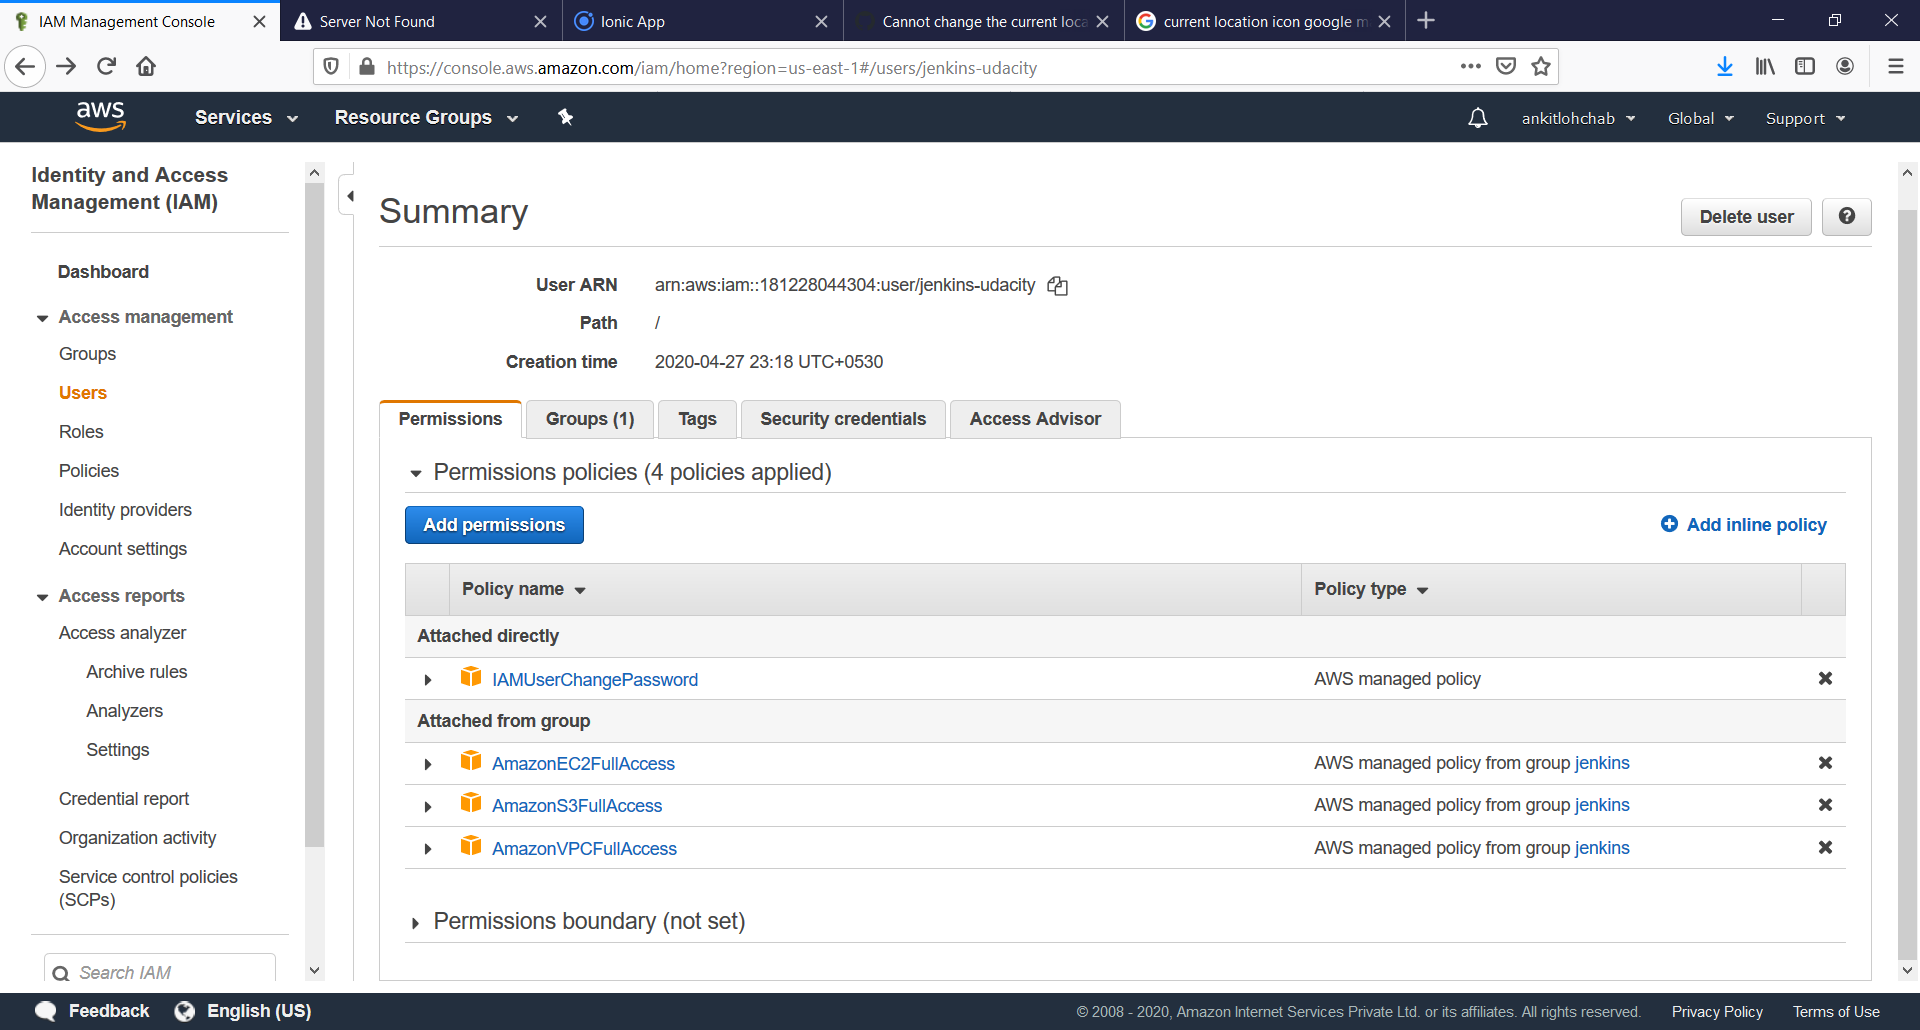 IAM Management Console
Server Not Found
Ionic App
Cannot change the current loca
current location icon google m
https://console.aws.amazon.com/iam/home?region=us-east-1#/users/jenkins-udacity
aws
Services
Resource Groups
ankitlohchab
Global
Support
Identity and Access
Management (IAM)
Dashboard
Access management
Groups
Users
Roles
Policies
Identity providers
Account settings
Access reports
Access analyzer
Archive rules
Analyzers
Settings
Credential report
Organization activity
Service control policies
(SCPs)
Search IAM
Summary
Delete user
User ARN arn:aws:iam::181228044304:user/jenkins-udacity
Path /
Creation time 2020-04-27 23:18 UTC+0530
Permissions
Groups (1)
Tags
Security credentials
Access Advisor
Permissions policies (4 policies applied)
Add permissions
Add inline policy
Policy name
Policy type
Attached directly
IAMUserChangePassword AWS managed policy
Attached from group
AmazonEC2FullAccess AWS managed policy from group jenkins
AmazonS3FullAccess AWS managed policy from group jenkins
AmazonVPCFullAccess AWS managed policy from group jenkins
Permissions boundary (not set)
Feedback
English (US)
© 2008 - 2020, Amazon Internet Services Private Ltd. or its affiliates. All rights reserved.
Privacy Policy
Terms of Use